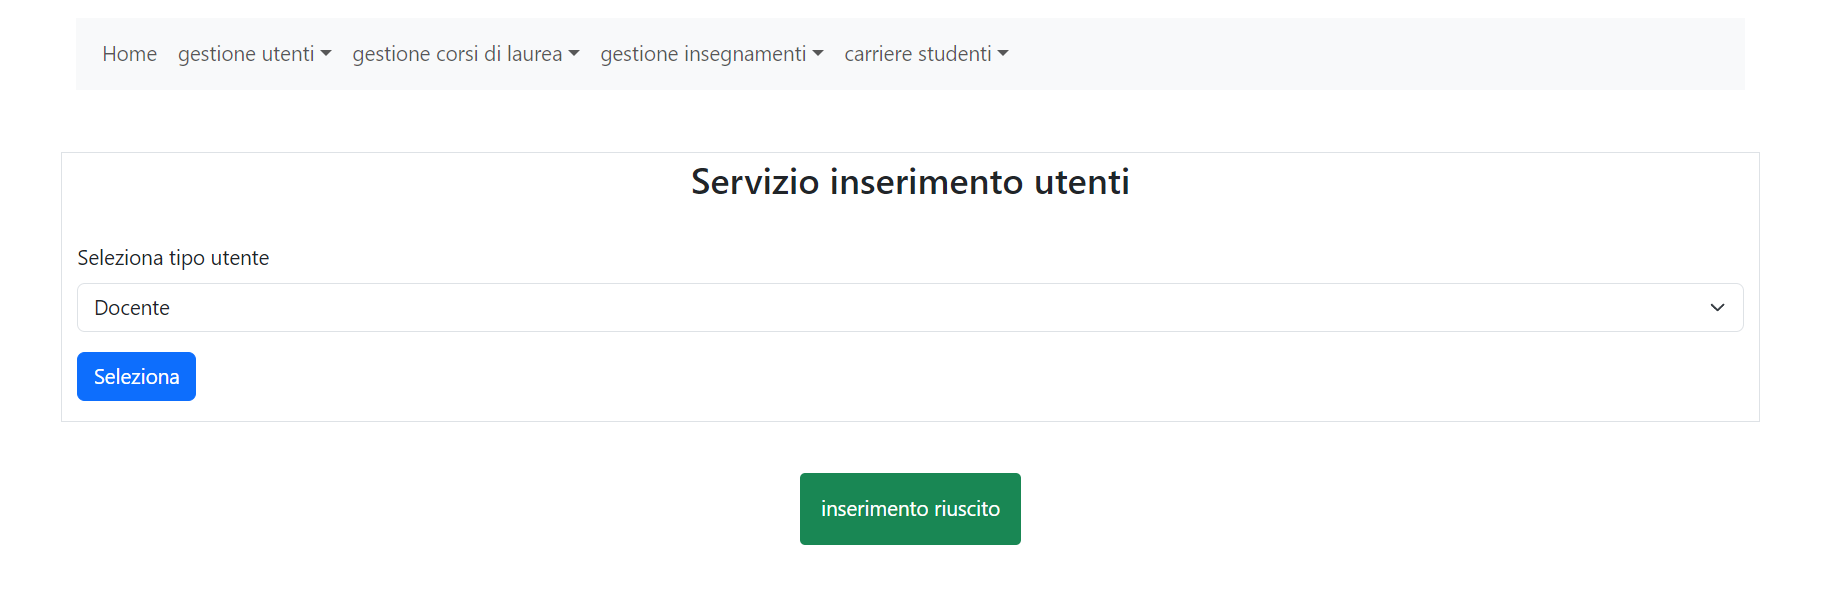 Home gestione utenti gestione corsi di laurea gestione insegnamenti carriere studenti
Servizio inserimento utenti
Seleziona tipo utente
Docente
Seleziona
inserimento riuscito